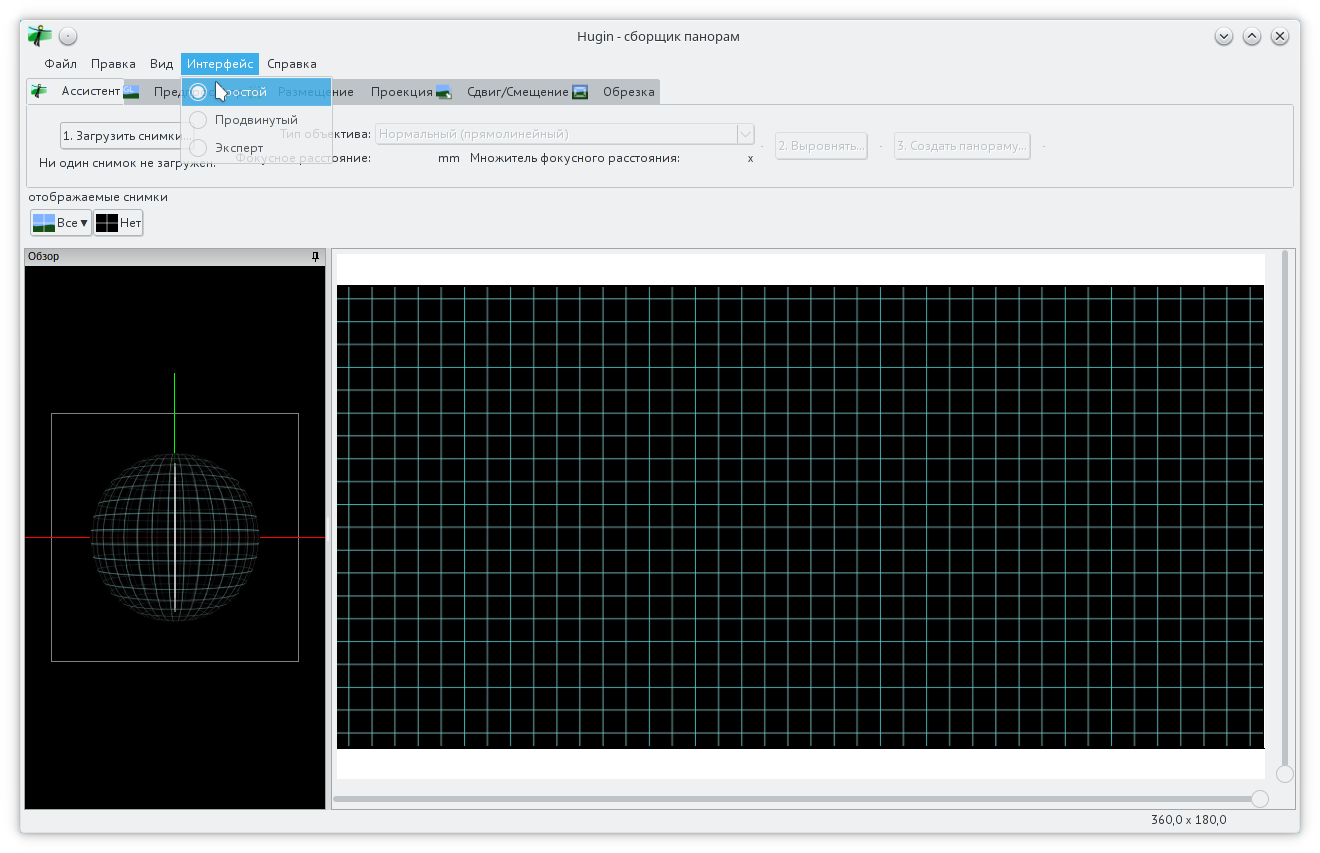 Hugin - сборщик панорам
Файл Правка Вид Интерфейс Справка
Ассистент Размещение Проекция Сдвиг/Смещение Обрезка
Простой
Продвинутый
Эксперт
1. Загрузить снимки...
Тип объектива: Нормальный (прямолинейный)
2. Выровнять... 3. Создать панораму...
Ни один снимок не загружен.
Фокусное расстояние: mm Множитель фокусного расстояния: x
отображаемые снимки
Все Нет
Обзор
360,0 x 180,0